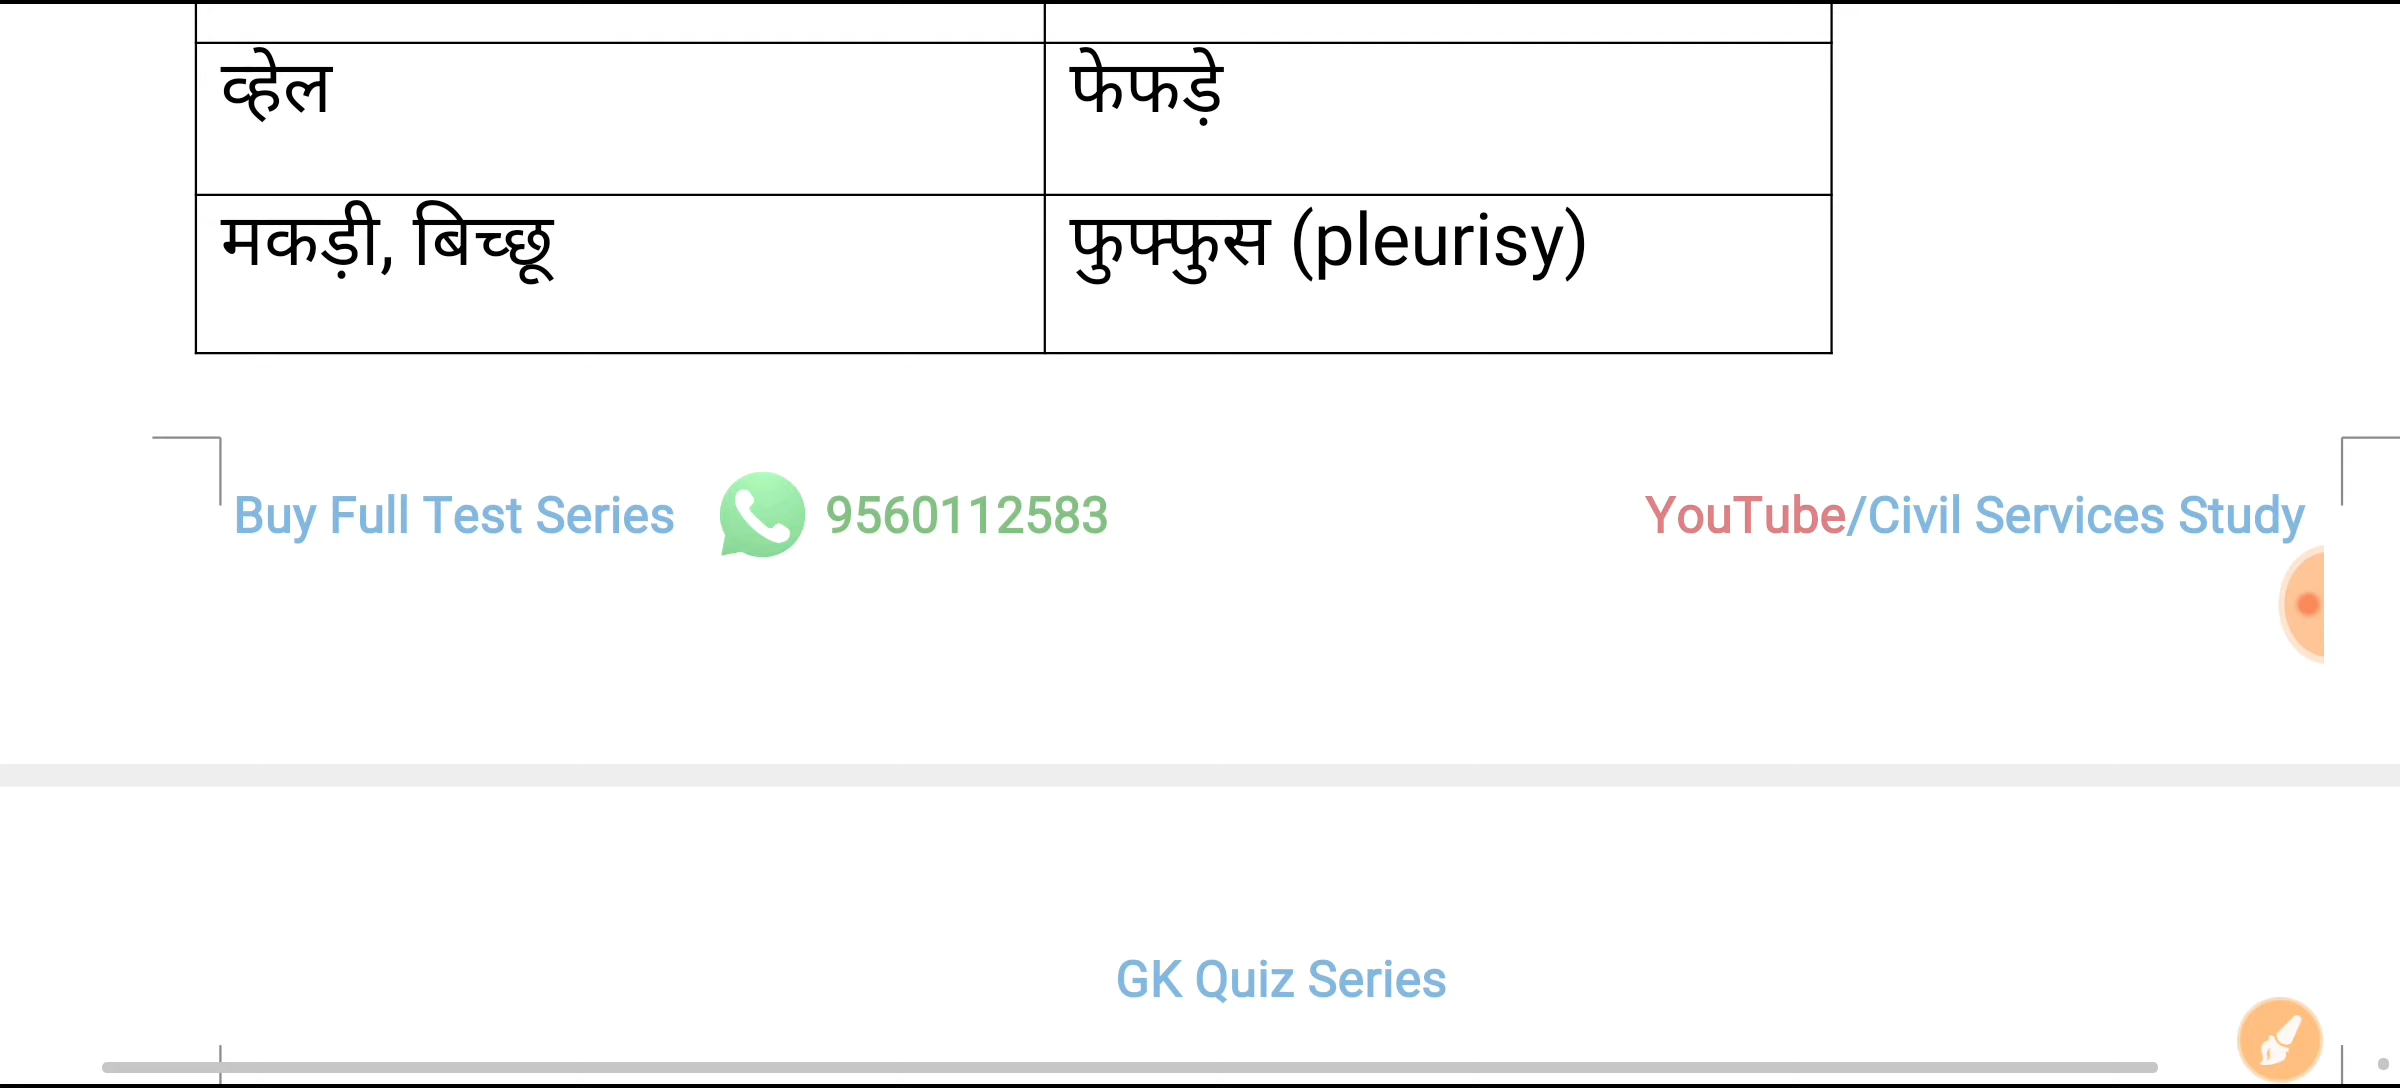 व्हेल फेफड़े
मकड़ी, बिच्छू फुफ्फुस (pleurisy)
Buy Full Test Series 9560112583 YouTube/Civil Services Study
GK Quiz Series